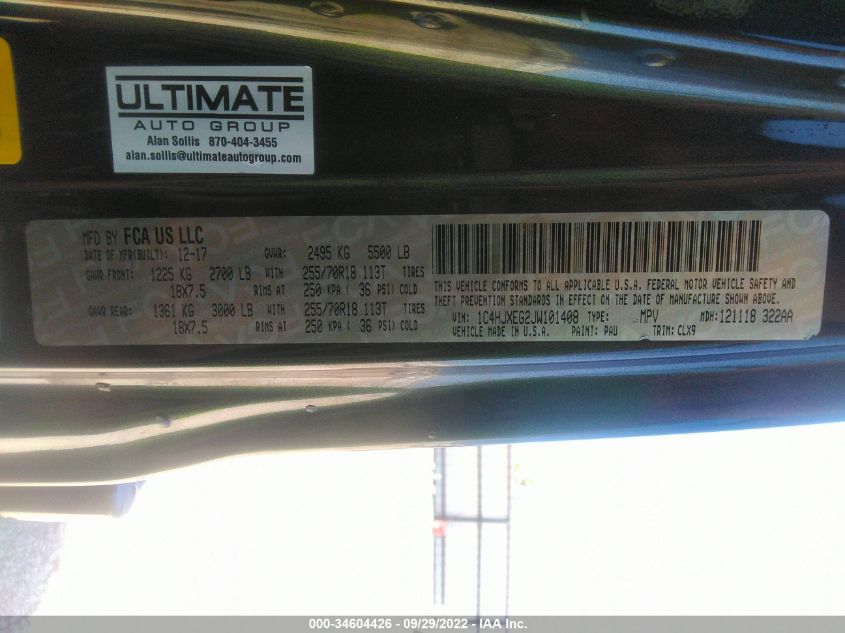 ULTIMATE
AUTO GROUP
Alan Sollis 870-404-3455
alan.sollis@ultimateautogroup.com
MFD BY FCA US LLC
DATE OF MFR(BUILT): 12-17 GVWR: 2495 KG 5500 LB
GAWR FRONT: 1225 KG 2700 LB WITH 255/70R18 113T TIRES
18X7.5 RIMS AT 250 KPA ( 36 PSI) COLD
GAWR REAR: 1361 KG 3000 LB WITH 255/70R18 113T TIRES
18X7.5 RIMS AT 250 KPA ( 36 PSI) COLD
THIS VEHICLE CONFORMS TO ALL APPLICABLE U.S.A. FEDERAL MOTOR VEHICLE SAFETY AND
THEFT PREVENTION STANDARDS IN EFFECT ON THE DATE OF MANUFACTURE SHOWN ABOVE.
VIN: 1C4HJXEG2JW101408 TYPE: MPV MDH: 121118 322AA
VEHICLE MADE IN U.S.A. PAINT: PAU TRIM: CLX9
000-34604426 - 09/29/2022 - IAA Inc.